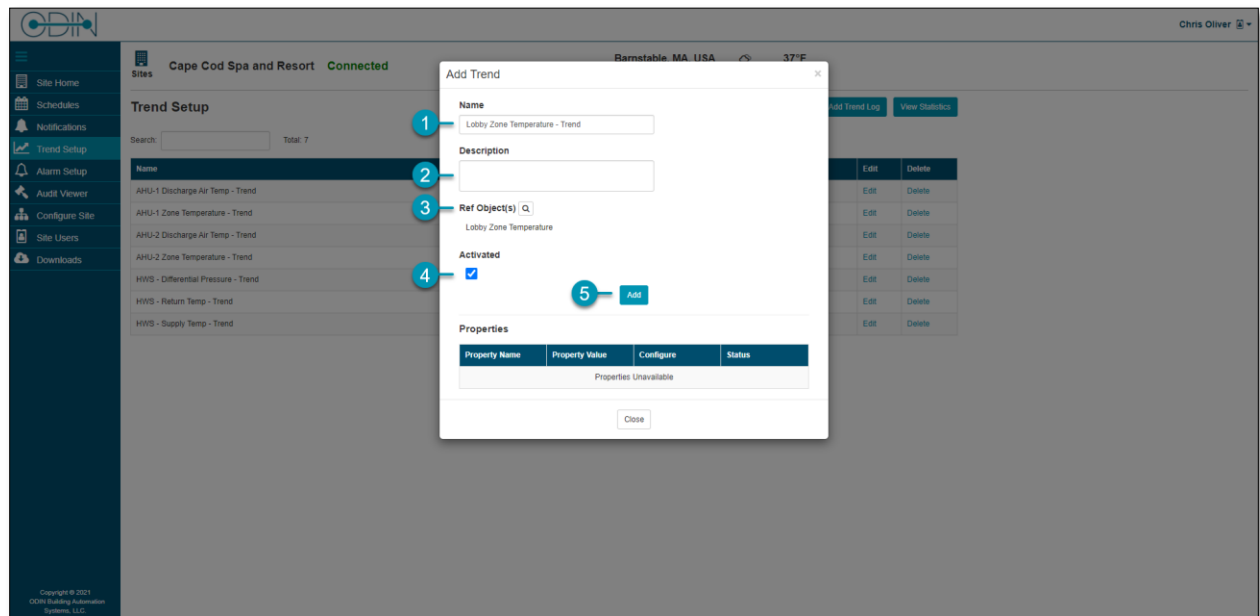 ODIN
Chris Oliver
Sites
Cape Cod Spa and Resort Connected
Barnstable, MA, USA 37°F
Site Home
Schedules
Notifications
Trend Setup
Alarm Setup
Audit Viewer
Configure Site
Site Users
Downloads
Copyright © 2021
ODIN Building Automation
Systems, LLC.
Trend Setup
Add Trend Log View Statistics
Search: Total: 7
Name Edit Delete
AHU-1 Discharge Air Temp - Trend Edit Delete
AHU-1 Zone Temperature - Trend Edit Delete
AHU-2 Discharge Air Temp - Trend Edit Delete
AHU-2 Zone Temperature - Trend Edit Delete
HWS - Differential Pressure - Trend Edit Delete
HWS - Return Temp - Trend Edit Delete
HWS - Supply Temp - Trend Edit Delete
Add Trend ×
Name
1 Lobby Zone Temperature - Trend
Description
2
3 Ref Object(s)
Lobby Zone Temperature
Activated
4
5 Add
Properties
Property Name Property Value Configure Status
Properties Unavailable
Close